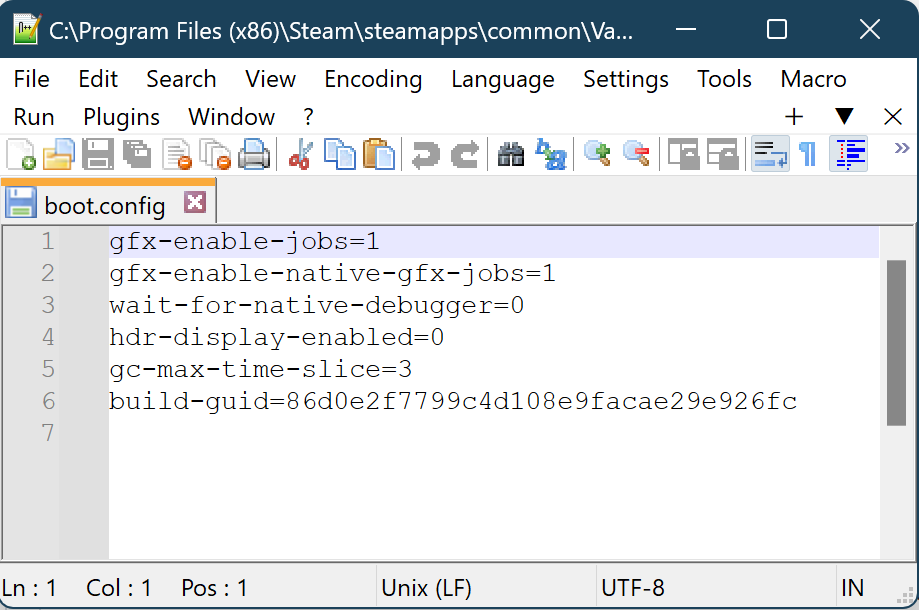 C:\Program Files (x86)\Steam\steamapps\common\Va...
File Edit Search View Encoding Language Settings Tools Macro
Run Plugins Window ?
boot.config
1 gfx-enable-jobs=1
2 gfx-enable-native-gfx-jobs=1
3 wait-for-native-debugger=0
4 hdr-display-enabled=0
5 gc-max-time-slice=3
6 build-guid=86d0e2f7799c4d108e9facae29e926fc
7
Ln : 1 Col : 1 Pos : 1 Unix (LF) UTF-8 IN